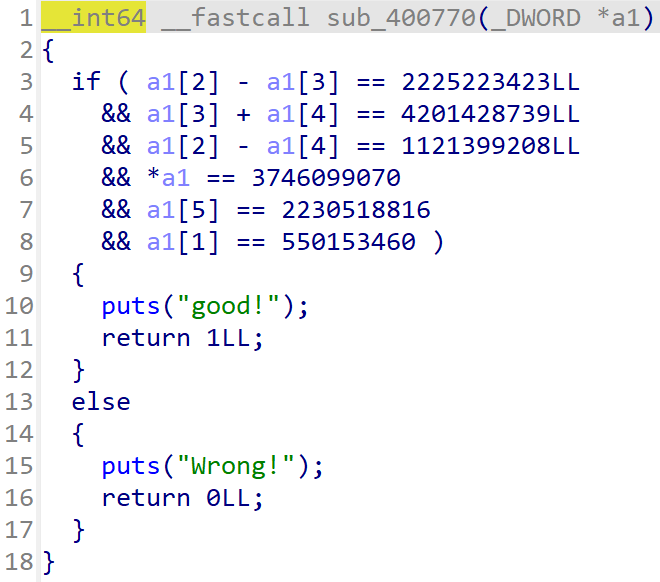 1 __int64 __fastcall sub_400770(_DWORD *a1)
2 {
3   if ( a1[2] - a1[3] == 2225223423LL
4     && a1[3] + a1[4] == 4201428739LL
5     && a1[2] - a1[4] == 1121399208LL
6     && *a1 == 3746099070
7     && a1[5] == 2230518816
8     && a1[1] == 550153460 )
9   {
10     puts("good!");
11     return 1LL;
12   }
13   else
14   {
15     puts("Wrong!");
16     return 0LL;
17   }
18 }